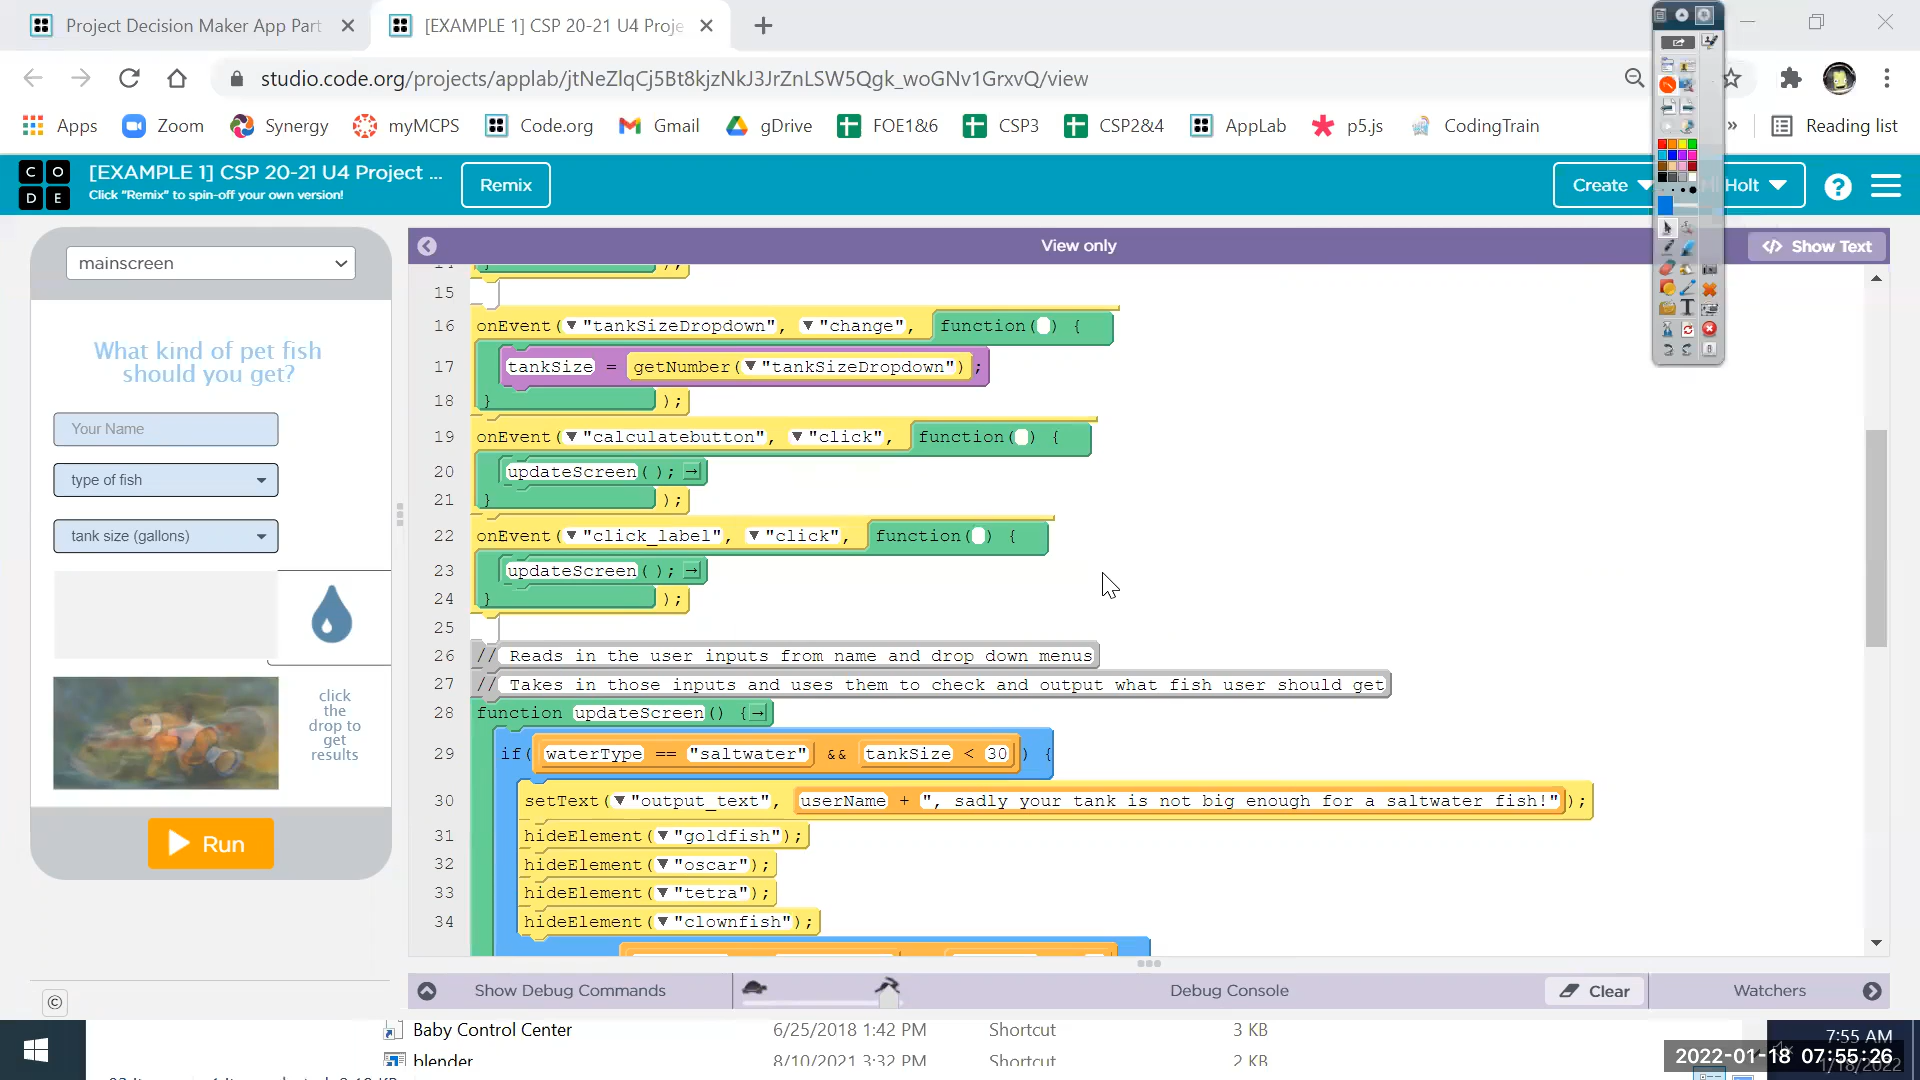 Project Decision Maker App Part
[EXAMPLE 1] CSP 20-21 U4 Proje
studio.code.org/projects/applab/jtNeZlqCj5Bt8kjzNkJ3JrZnLSW5Qgk_woGNv1GrxvQ/view
Apps Zoom Synergy myMCPS Code.org Gmail gDrive FOE1&6 CSP3 CSP2&4 AppLab p5.js CodingTrain » Reading list
CODE
[EXAMPLE 1] CSP 20-21 U4 Project ...
Click "Remix" to spin-off your own version!
Remix
Create
Holt
?
mainscreen
What kind of pet fish
should you get?
Your Name
type of fish
tank size (gallons)
click
the
drop to
get
results
Run
©
View only
</> Show Text
15
16 onEvent(▼"tankSizeDropdown", ▼"change", function( ) {
17 tankSize = getNumber(▼"tankSizeDropdown");
18 } );
19 onEvent(▼"calculatebutton", ▼"click", function( ) {
20 updateScreen( ); →
21 } );
22 onEvent(▼"click_label", ▼"click", function( ) {
23 updateScreen( ); →
24 } );
25
26 // Reads in the user inputs from name and drop down menus
27 // Takes in those inputs and uses them to check and output what fish user should get
28 function updateScreen() {→
29 if( waterType == "saltwater" && tankSize < 30 ) {
30 setText(▼"output_text", userName + ", sadly your tank is not big enough for a saltwater fish!");
31 hideElement(▼"goldfish");
32 hideElement(▼"oscar");
33 hideElement(▼"tetra");
34 hideElement(▼"clownfish");
Show Debug Commands
Debug Console
Clear
Watchers
Baby Control Center 6/25/2018 1:42 PM Shortcut 3 KB
blender 8/10/2021 3:32 PM Shortcut 2 KB
7:55 AM
1/18/2022
2022-01-18 07:55:26